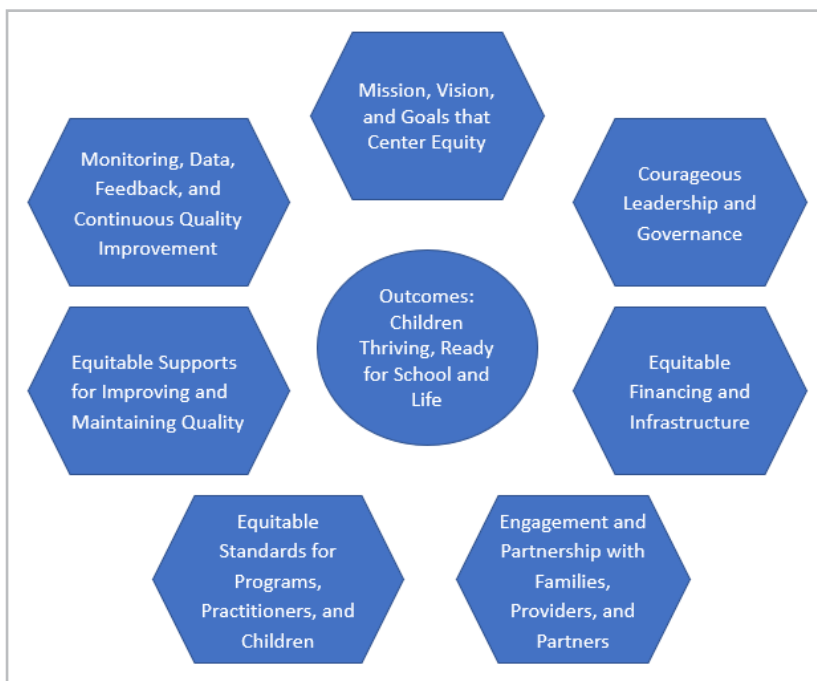 Mission, Vision,
and Goals that
Center Equity
Courageous
Leadership and
Governance
Equitable
Financing and
Infrastructure
Engagement and
Partnership with
Families,
Providers, and
Partners
Equitable
Standards for
Programs,
Practitioners, and
Children
Equitable Supports
for Improving and
Maintaining Quality
Monitoring, Data,
Feedback, and
Continuous Quality
Improvement
Outcomes:
Children
Thriving, Ready
for School and
Life